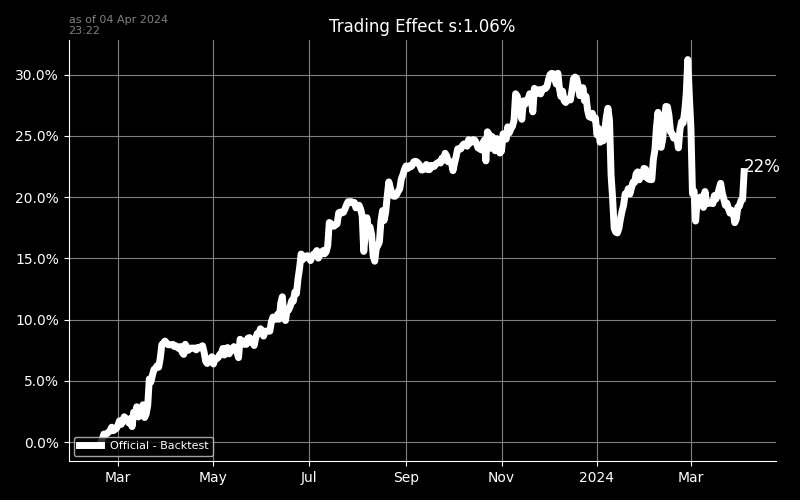 as of 04 Apr 2024
23:22
Trading Effect s:1.06%
30.0%
25.0%
20.0%
15.0%
10.0%
5.0%
0.0%
22%
Official - Backtest
Mar May Jul Sep Nov 2024 Mar